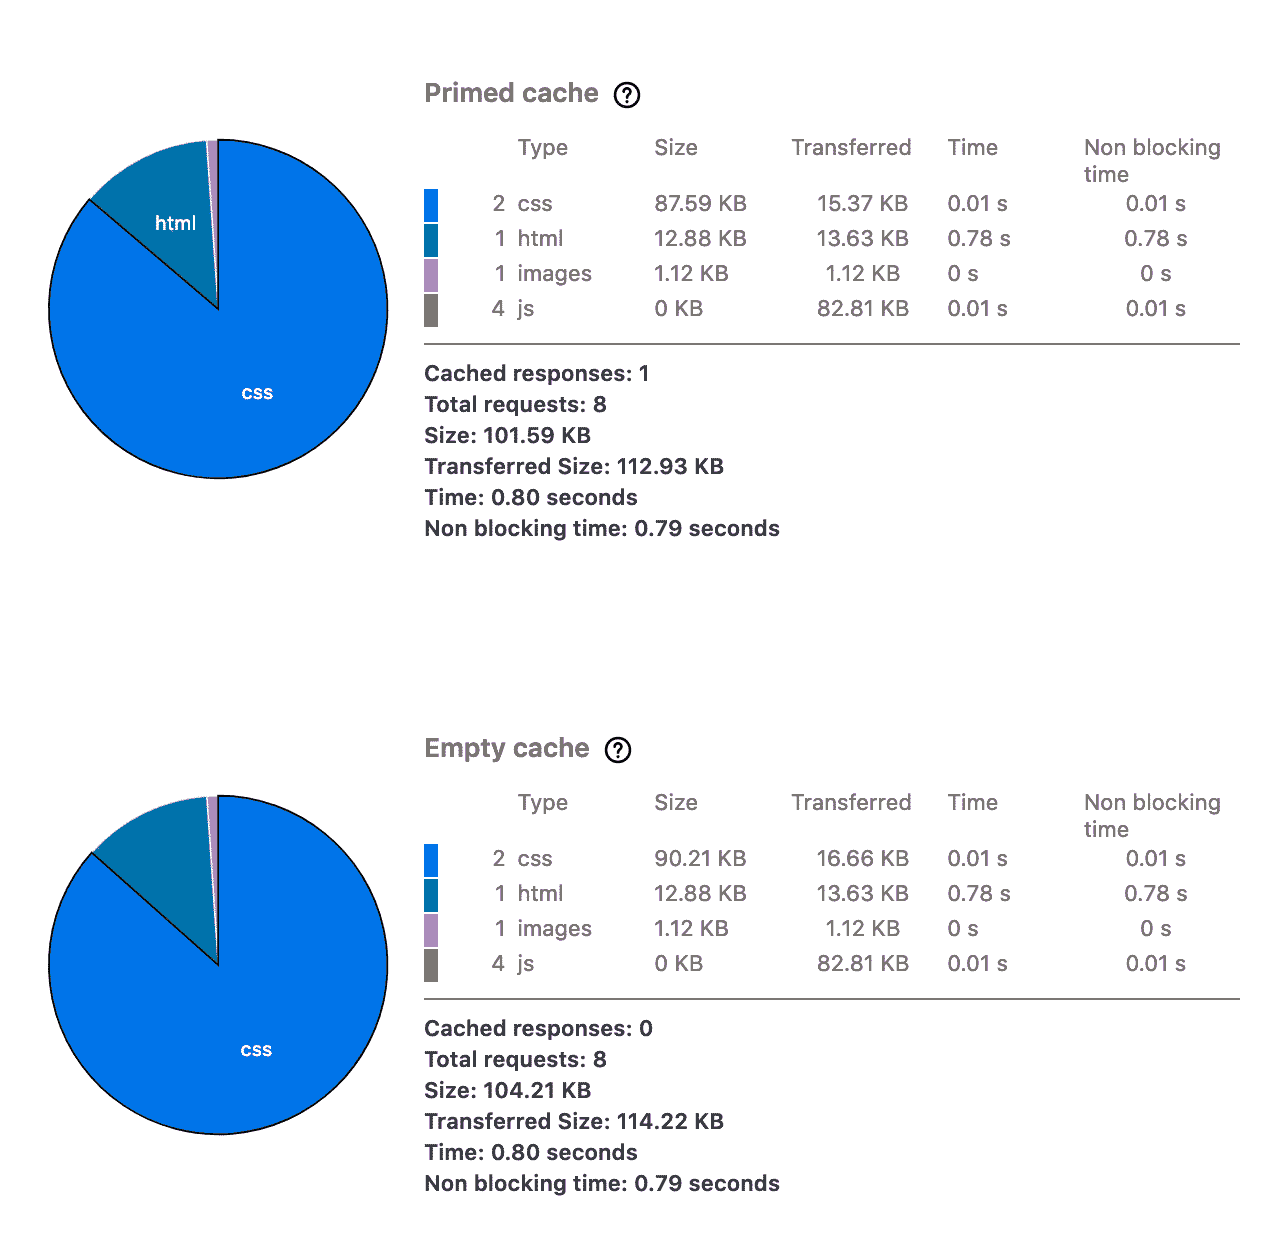 Primed cache ?
Type Size Transferred Time Non blocking
time
2 css 87.59 KB 15.37 KB 0.01 s 0.01 s
html
1 html 12.88 KB 13.63 KB 0.78 s 0.78 s
1 images 1.12 KB 1.12 KB 0 s 0 s
4 js 0 KB 82.81 KB 0.01 s 0.01 s
css
Cached responses: 1
Total requests: 8
Size: 101.59 KB
Transferred Size: 112.93 KB
Time: 0.80 seconds
Non blocking time: 0.79 seconds
Empty cache ?
Type Size Transferred Time Non blocking
time
2 css 90.21 KB 16.66 KB 0.01 s 0.01 s
1 html 12.88 KB 13.63 KB 0.78 s 0.78 s
1 images 1.12 KB 1.12 KB 0 s 0 s
4 js 0 KB 82.81 KB 0.01 s 0.01 s
css
Cached responses: 0
Total requests: 8
Size: 104.21 KB
Transferred Size: 114.22 KB
Time: 0.80 seconds
Non blocking time: 0.79 seconds